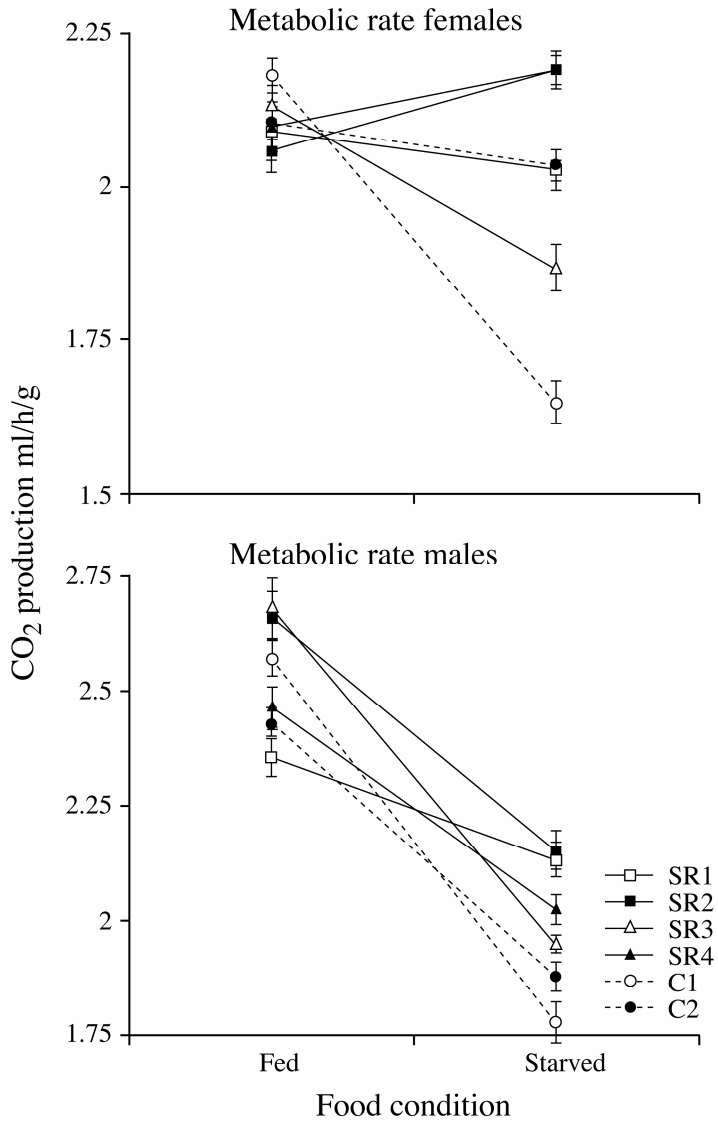 Metabolic rate females
2.25
2
1.75
1.5
CO2 production ml/h/g
Metabolic rate males
2.75
2.5
2.25
2
1.75
SR1
SR2
SR3
SR4
C1
C2
Fed Starved
Food condition